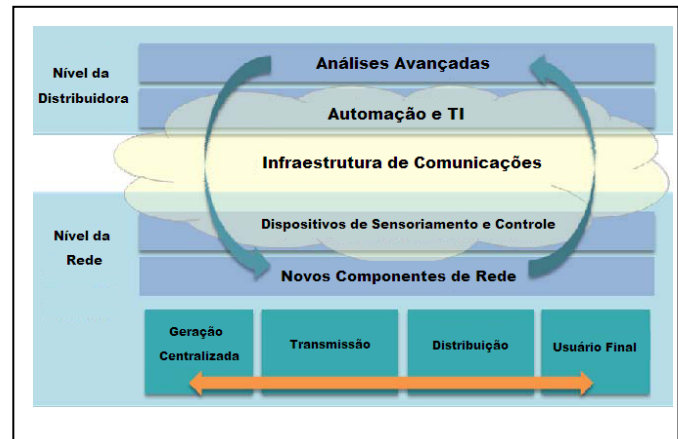 Nível da
Distribuidora
Análises Avançadas
Automação e TI
Infraestrutura de Comunicações
Nível da
Rede
Dispositivos de Sensoriamento e Controle
Novos Componentes de Rede
Geração
Centralizada
Transmissão
Distribuição
Usuário Final